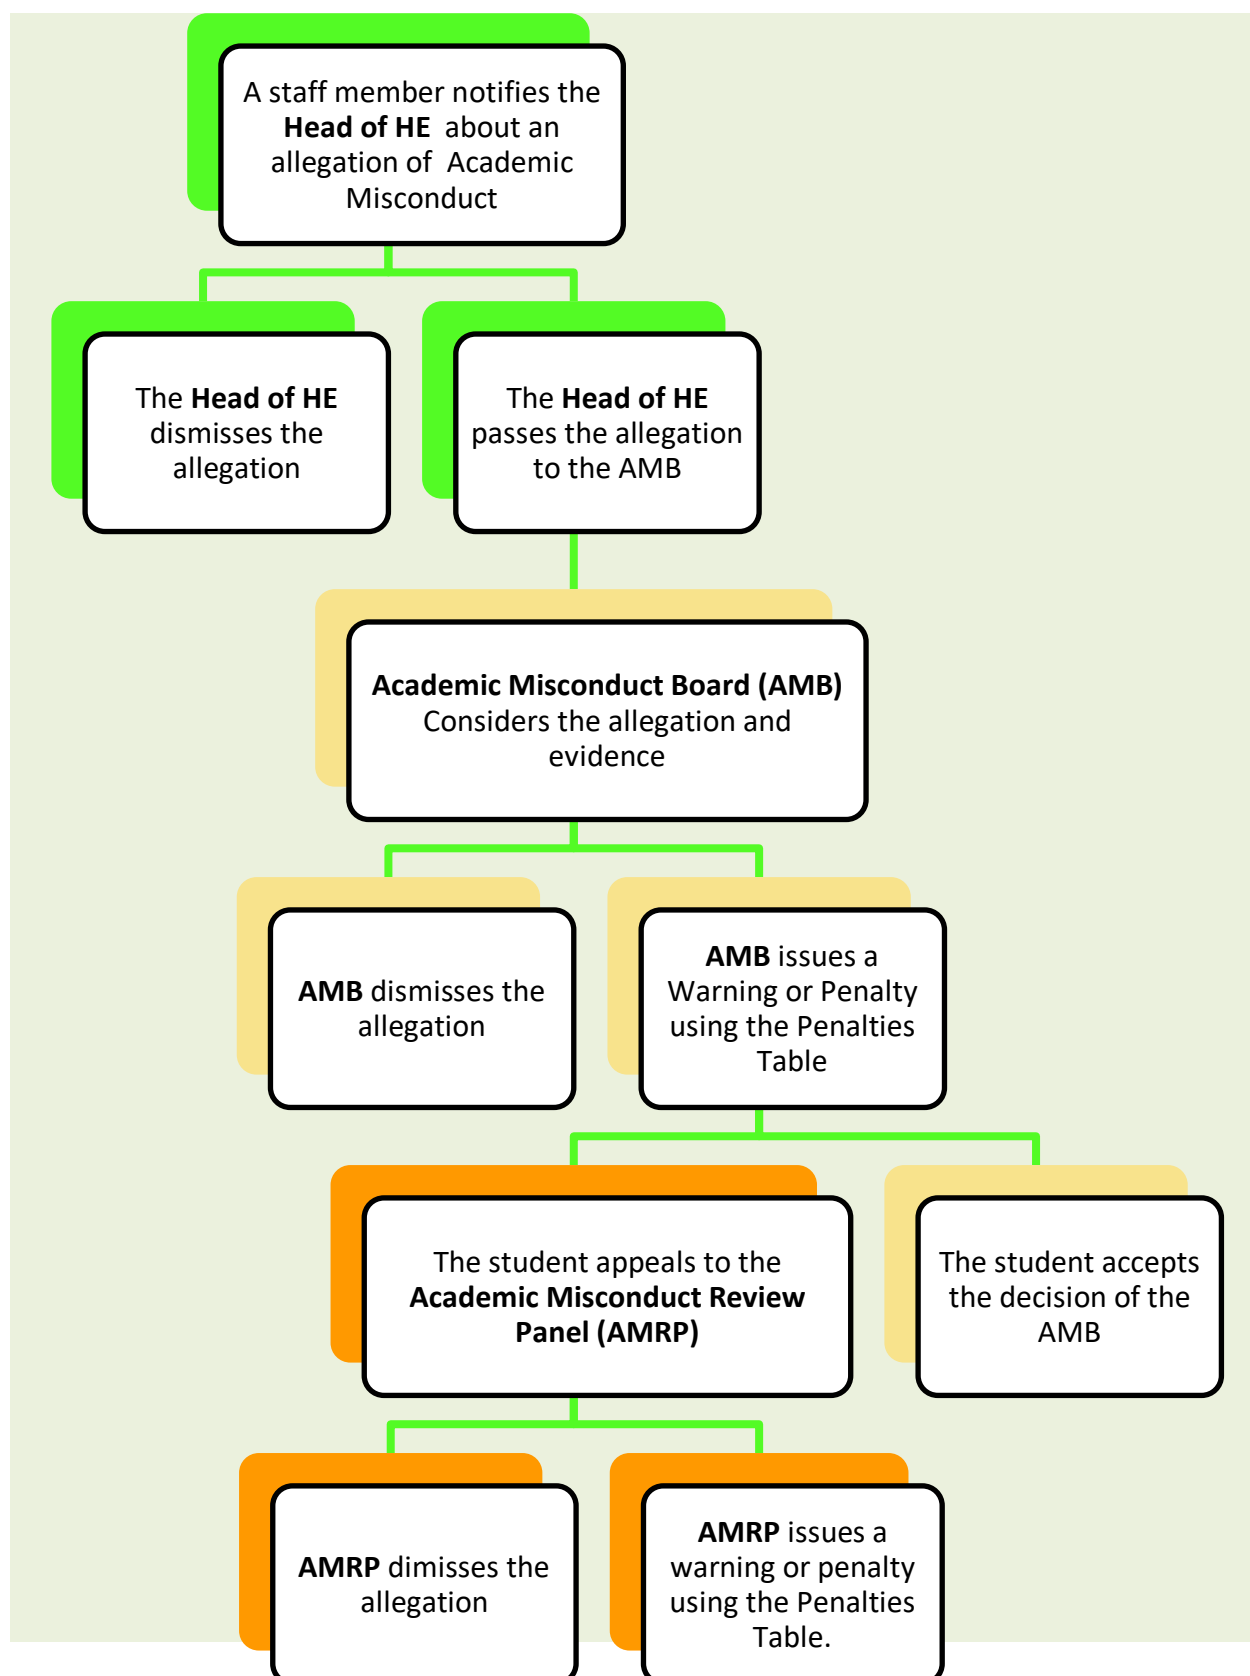 A staff member notifies the
Head of HE about an
allegation of Academic
Misconduct
The Head of HE
dismisses the
allegation
The Head of HE
passes the allegation
to the AMB
Academic Misconduct Board (AMB)
Considers the allegation and
evidence
AMB dismisses the
allegation
AMB issues a
Warning or Penalty
using the Penalties
Table
The student appeals to the
Academic Misconduct Review
Panel (AMRP)
The student accepts
the decision of the
AMB
AMRP dimisses the
allegation
AMRP issues a
warning or penalty
using the Penalties
Table.